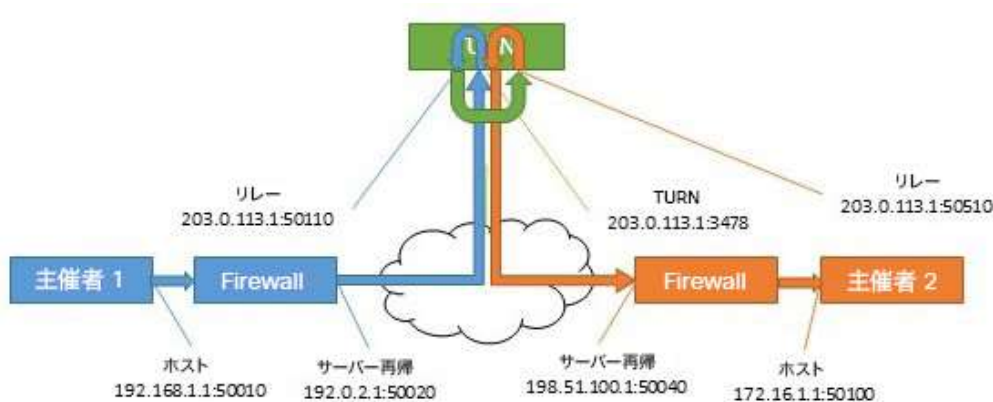 リレー
203.0.113.1:50110
TURN
203.0.113.1:3478
リレー
203.0.113.1:50510
主催者 1
Firewall
Firewall
主催者 2
ホスト
192.168.1.1:50010
サーバー再帰
192.0.2.1:50020
サーバー再帰
198.51.100.1:50040
ホスト
172.16.1.1:50100